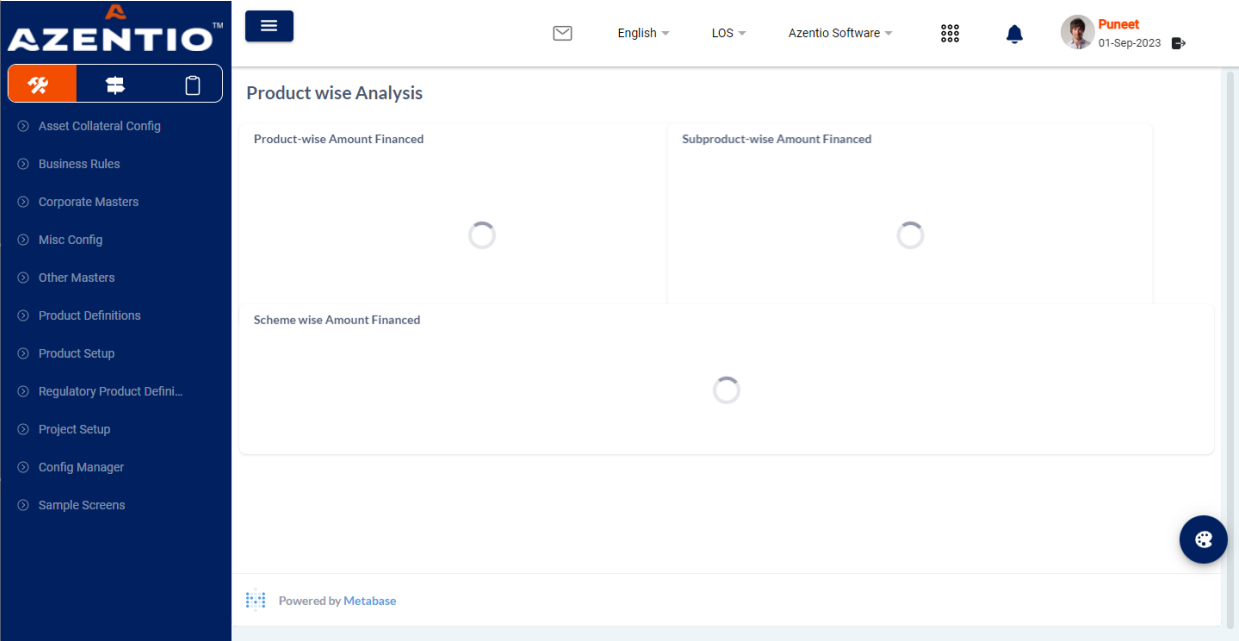 AZENTIO™
English
LOS
Azentio Software
Puneet
01-Sep-2023
Asset Collateral Config
Business Rules
Corporate Masters
Misc Config
Other Masters
Product Definitions
Product Setup
Regulatory Product Defini...
Project Setup
Config Manager
Sample Screens
Product wise Analysis
Product-wise Amount Financed
Subproduct-wise Amount Financed
Scheme wise Amount Financed
Powered by Metabase